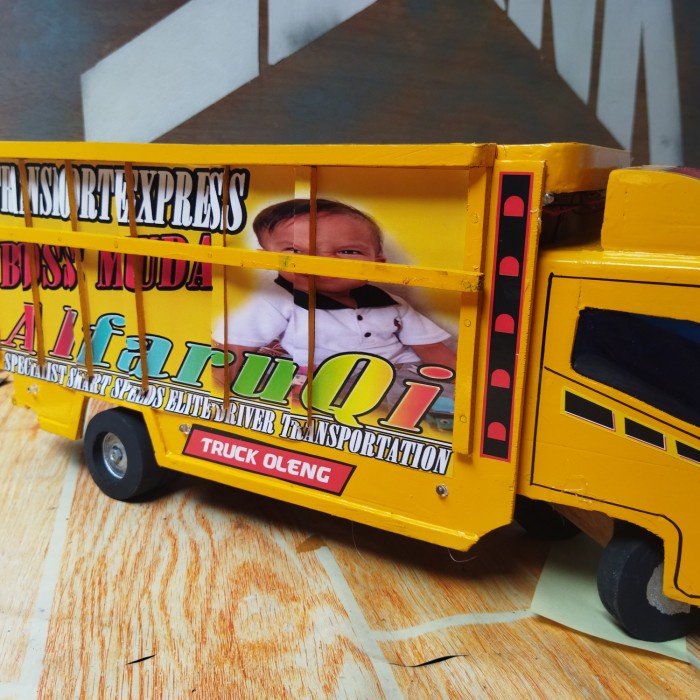 TRANSPORT EXPRESS
BOSS MUDA
AlfaruQi
SPECIALIST SMART SPEEDS ELITE DRIVER TRANSPORTATION
TRUCK OLENG